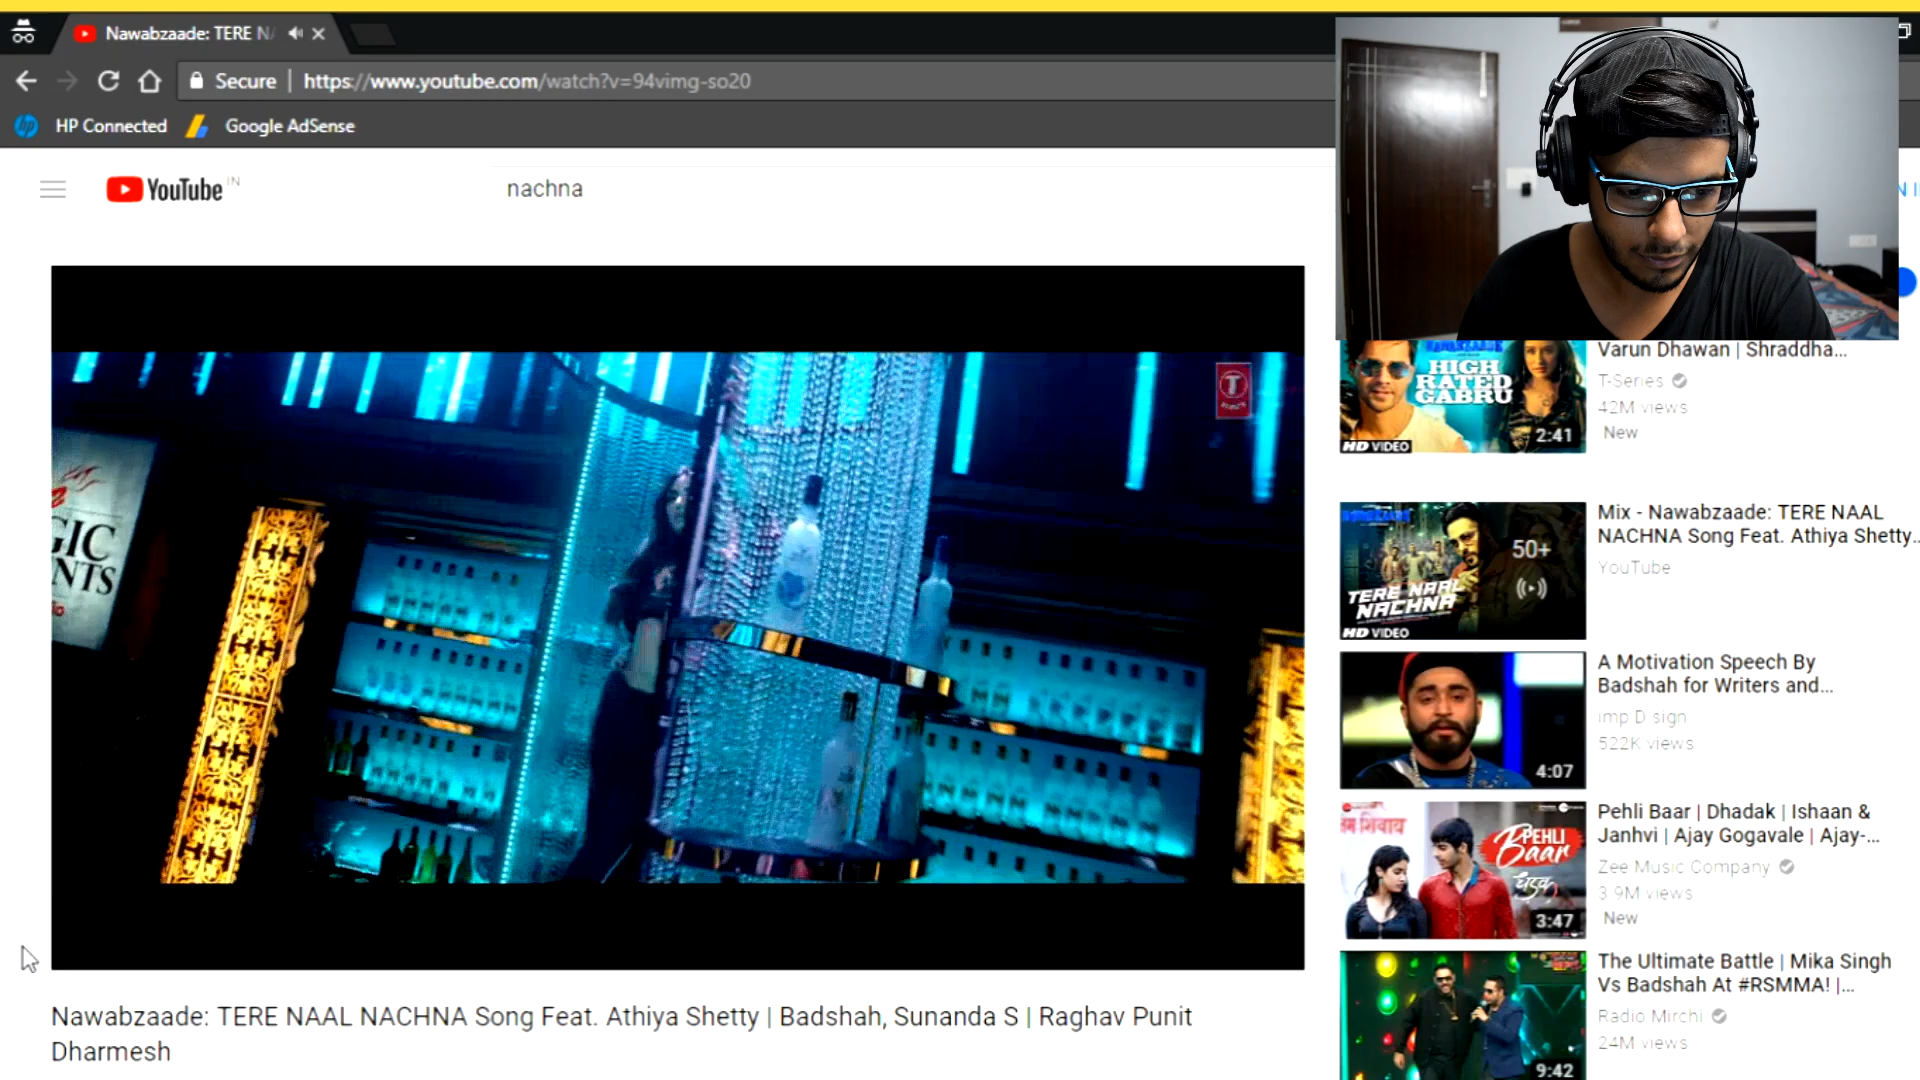 Nawabzaade: TERE N
Secure
https://www.youtube.com/watch?v=94vimg-so20
HP Connected
Google AdSense
YouTube IN
nachna
T
GIC
NTS
HIGH
RATED
GABRU
HD VIDEO
2:41
Varun Dhawan | Shraddha...
T-Series
42M views
New
50+
TERE NAAL
NACHNA
HD VIDEO
Mix - Nawabzaade: TERE NAAL
NACHNA Song Feat. Athiya Shetty...
YouTube
4:07
A Motivation Speech By
Badshah for Writers and...
imp D sign
522K views
PEHLI
Baar
धड़क
3:47
Pehli Baar | Dhadak | Ishaan &
Janhvi | Ajay Gogavale | Ajay-...
Zee Music Company
3.9M views
New
9:42
The Ultimate Battle | Mika Singh
Vs Badshah At #RSMMA! |...
Radio Mirchi
24M views
Nawabzaade: TERE NAAL NACHNA Song Feat. Athiya Shetty | Badshah, Sunanda S | Raghav Punit
Dharmesh